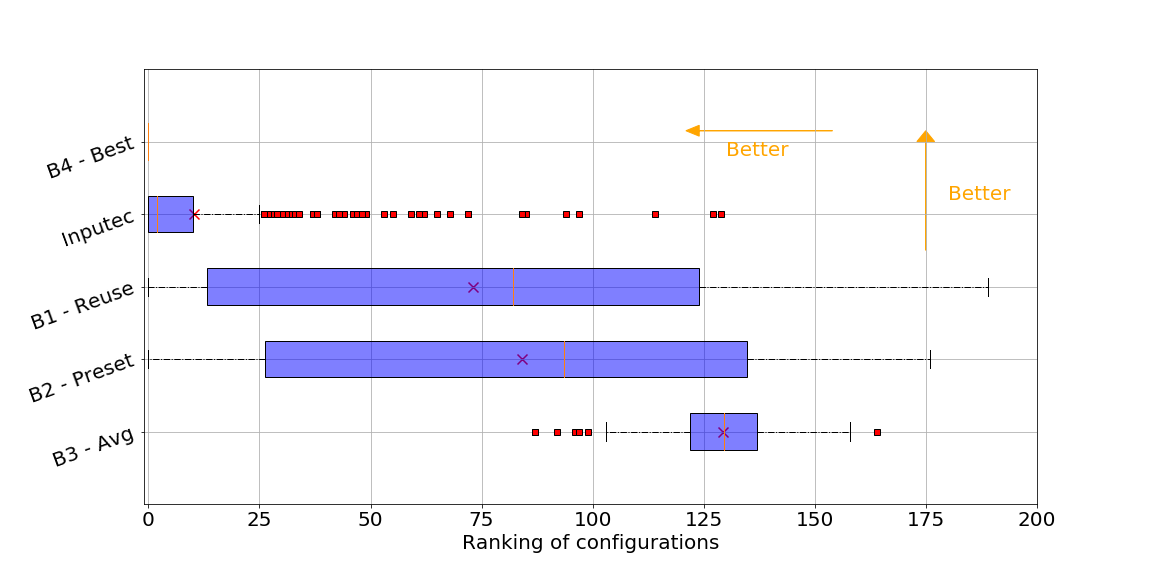 B4 - Best
Better
Better
Inputec
B1 - Reuse
B2 - Preset
B3 - Avg
0 25 50 75 100 125 150 175 200
Ranking of configurations